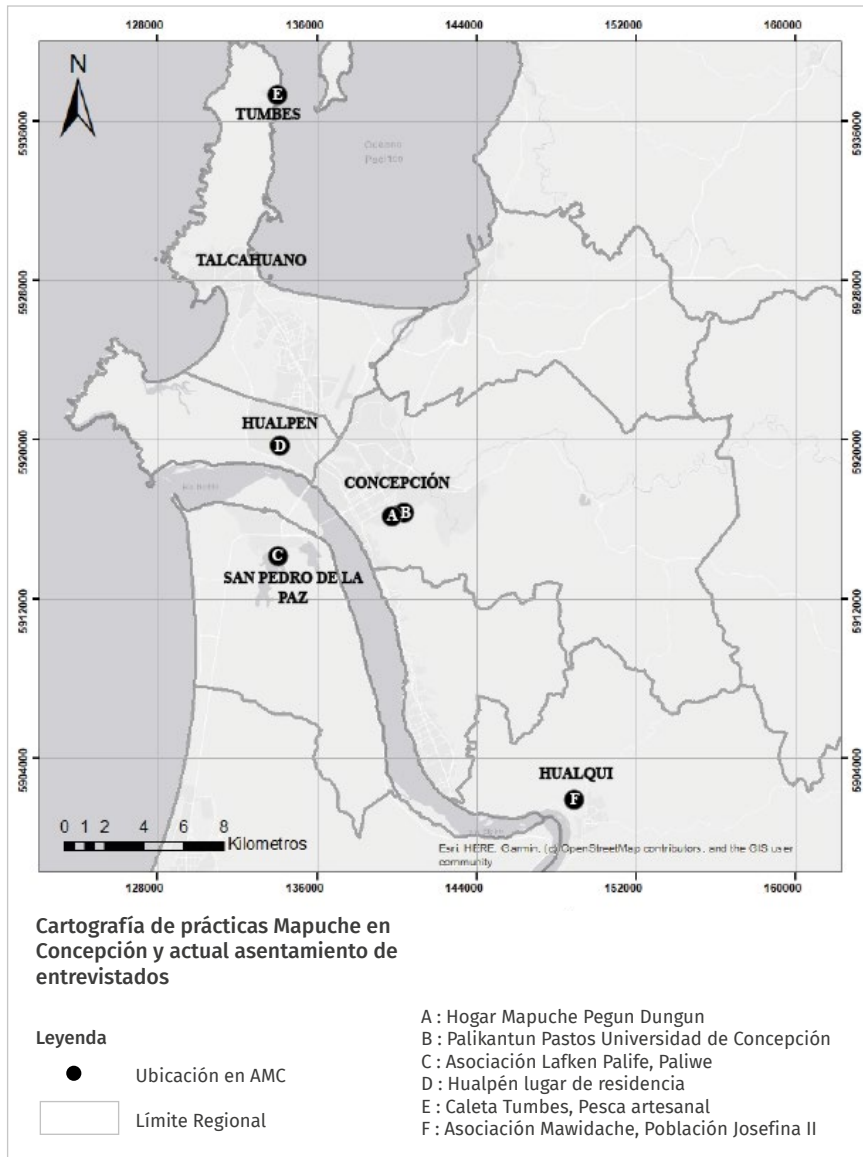 128000 136000 144000 152000 160000
N
E
TUMBES
Océano
Pacífico
5936000 5936000
TALCAHUANO
5928000 5928000
HUALPEN
D
5920000 5920000
CONCEPCIÓN
A B
C
SAN PEDRO DE LA
PAZ
5912000 5912000
HUALQUI
F
5904000 5904000
0 1 2 4 6 8
Kilometros
Esri, HERE, Garmin, (c) OpenStreetMap contributors, and the GIS user
community
128000 136000 144000 152000 160000
Cartografía de prácticas Mapuche en
Concepción y actual asentamiento de
entrevistados
Leyenda
Ubicación en AMC
Límite Regional
A : Hogar Mapuche Pegun Dungun
B : Palikantun Pastos Universidad de Concepción
C : Asociación Lafken Palife, Paliwe
D : Hualpén lugar de residencia
E : Caleta Tumbes, Pesca artesanal
F : Asociación Mawidache, Población Josefina II